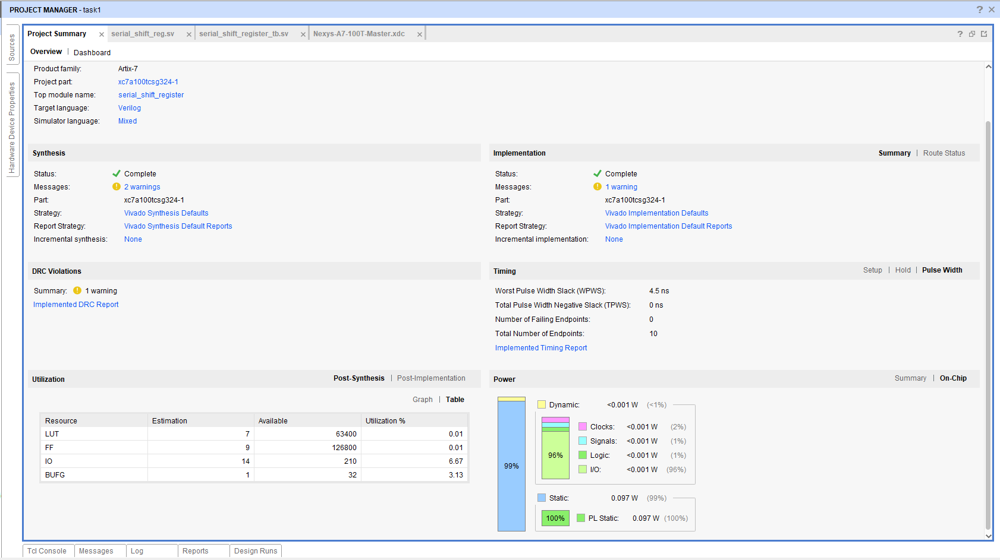 PROJECT MANAGER - task1
Sources
Hardware Device Properties
Project Summary
serial_shift_reg.sv
serial_shift_register_tb.sv
Nexys-A7-100T-Master.xdc
Overview | Dashboard
Product family: Artix-7
Project part: xc7a100tcsg324-1
Top module name: serial_shift_register
Target language: Verilog
Simulator language: Mixed
Synthesis
Status: Complete
Messages: 2 warnings
Part: xc7a100tcsg324-1
Strategy: Vivado Synthesis Defaults
Report Strategy: Vivado Synthesis Default Reports
Incremental synthesis: None
Implementation
Summary | Route Status
Status: Complete
Messages: 1 warning
Part: xc7a100tcsg324-1
Strategy: Vivado Implementation Defaults
Report Strategy: Vivado Implementation Default Reports
Incremental implementation: None
DRC Violations
Summary: 1 warning
Implemented DRC Report
Timing
Setup | Hold | Pulse Width
Worst Pulse Width Slack (WPWS): 4.5 ns
Total Pulse Width Negative Slack (TPWS): 0 ns
Number of Failing Endpoints: 0
Total Number of Endpoints: 10
Implemented Timing Report
Utilization
Post-Synthesis | Post-Implementation
Graph | Table
Resource Estimation Available Utilization %
LUT 7 63400 0.01
FF 9 126800 0.01
IO 14 210 6.67
BUFG 1 32 3.13
Power
Summary | On-Chip
99%
Dynamic: <0.001 W (<1%)
96%
Clocks: <0.001 W (2%)
Signals: <0.001 W (1%)
Logic: <0.001 W (1%)
I/O: <0.001 W (96%)
Static: 0.097 W (99%)
100%
PL Static: 0.097 W (100%)
Tcl Console
Messages
Log
Reports
Design Runs